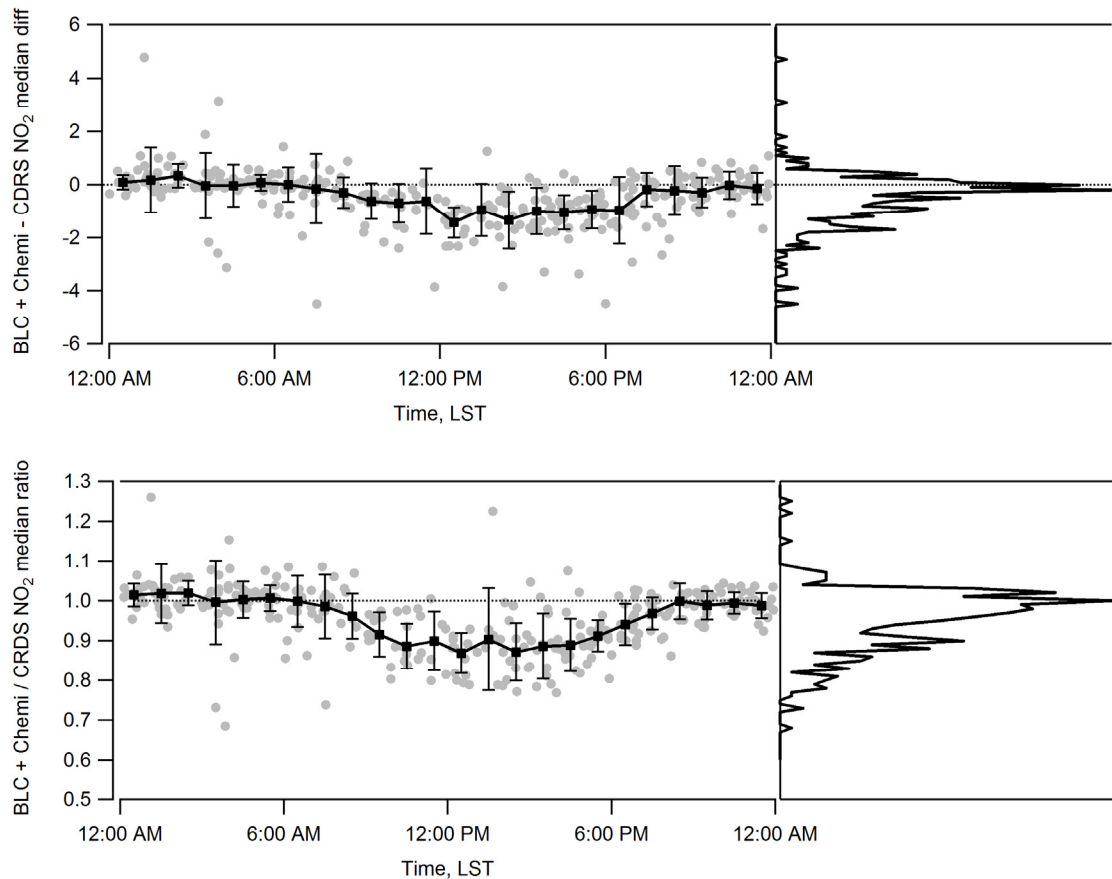 BLC + Chemi - CDRS NO₂ median diff
6
4
2
0
-2
-4
-6
12:00 AM 6:00 AM 12:00 PM 6:00 PM 12:00 AM
Time, LST
BLC + Chemi / CRDS NO₂ median ratio
1.3
1.2
1.1
1.0
0.9
0.8
0.7
0.6
0.5
12:00 AM 6:00 AM 12:00 PM 6:00 PM 12:00 AM
Time, LST